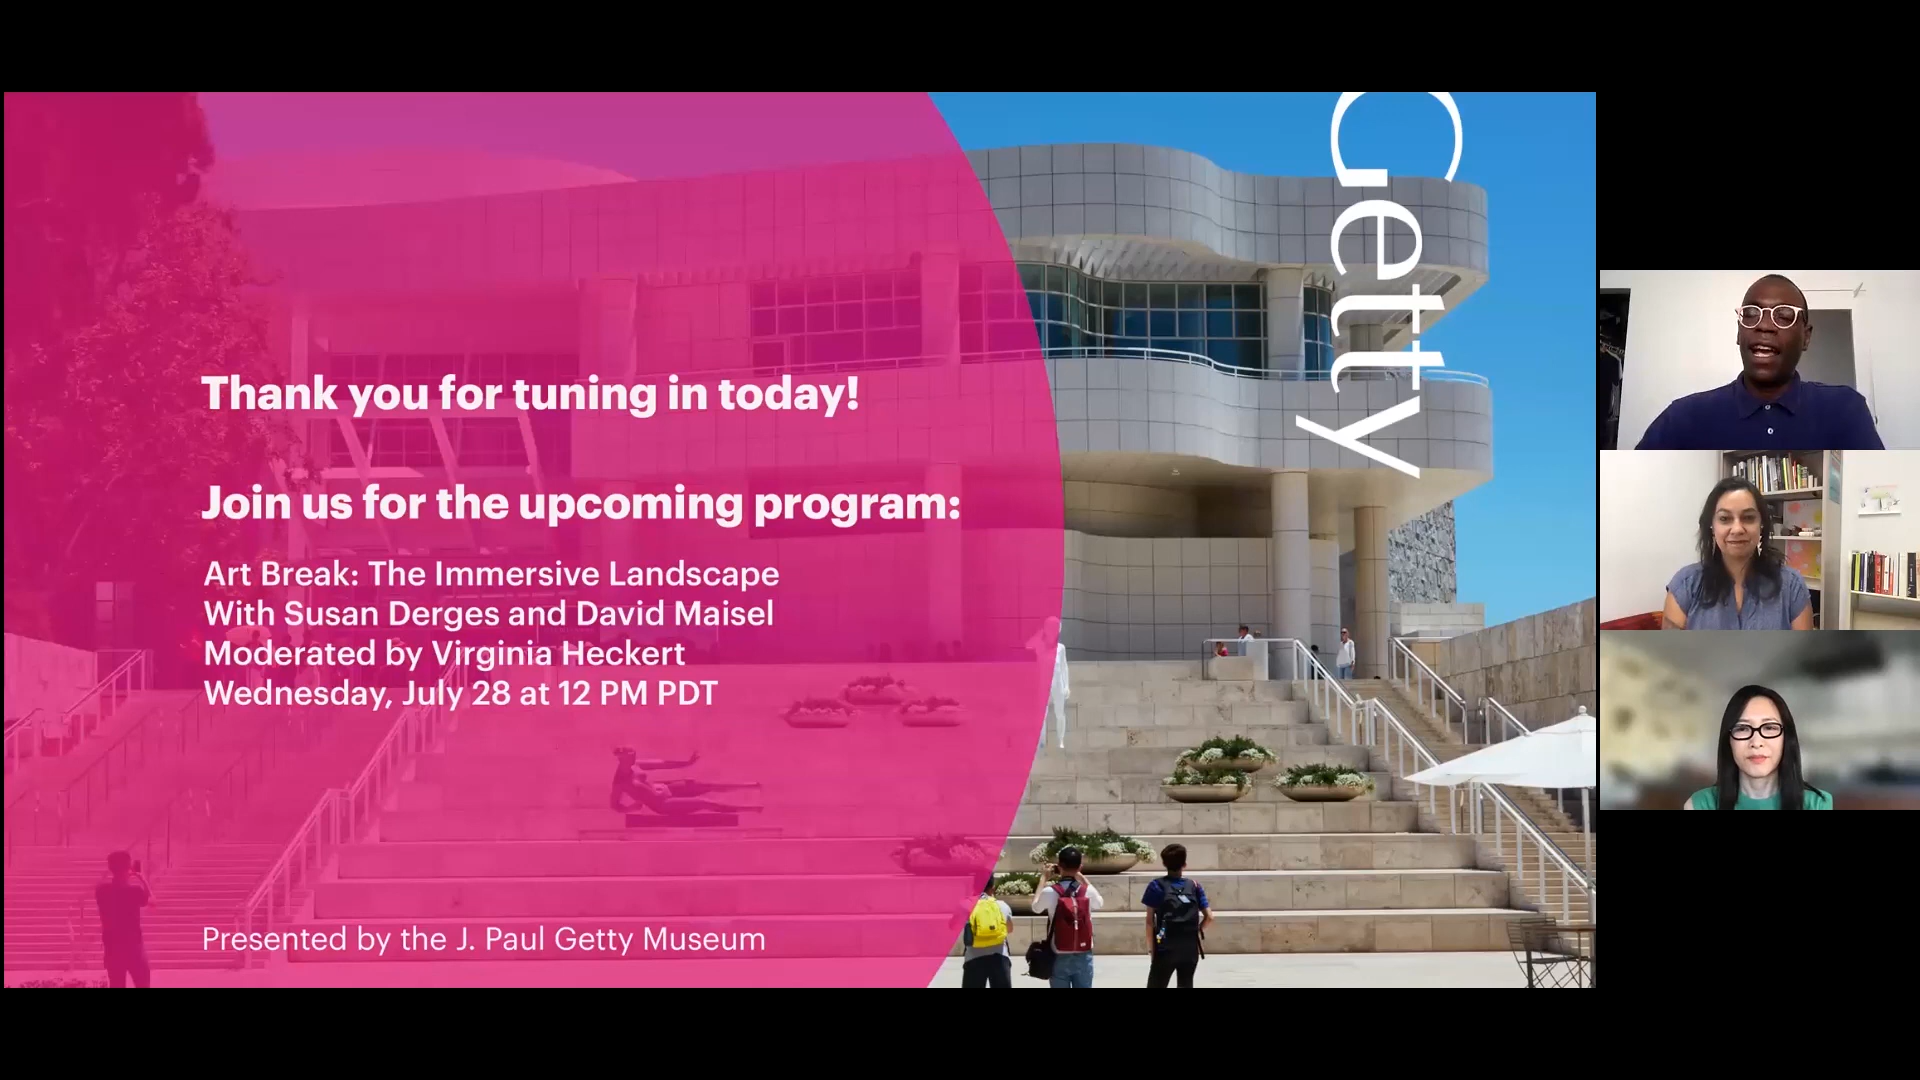 Thank you for tuning in today!
Join us for the upcoming program:
Art Break: The Immersive Landscape
With Susan Derges and David Maisel
Moderated by Virginia Heckert
Wednesday, July 28 at 12 PM PDT
Presented by the J. Paul Getty Museum
Getty